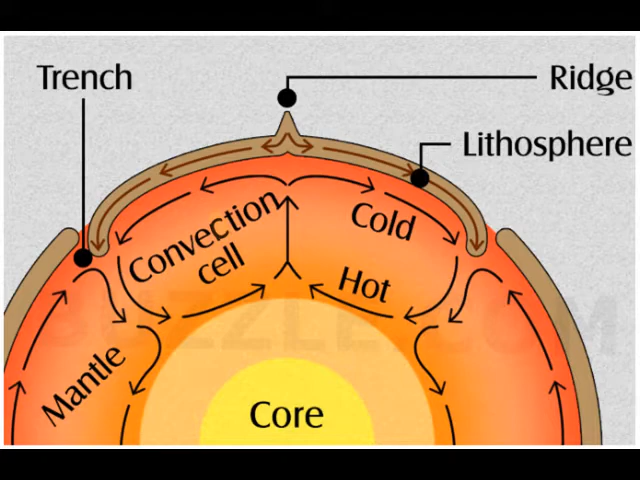 Trench
Ridge
Lithosphere
Convection
cell
Cold
Hot
Mantle
Core